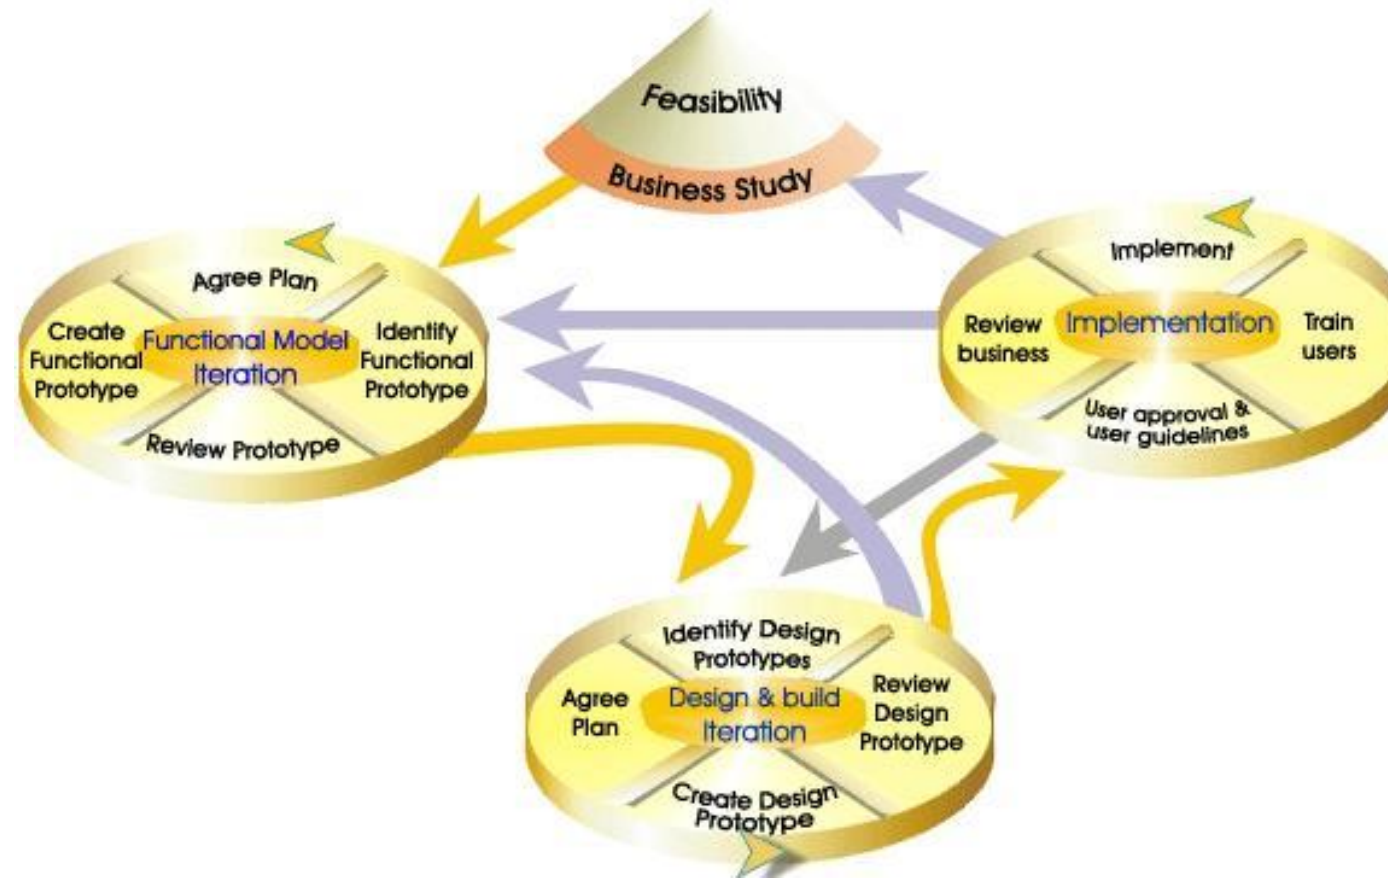 Feasibility
Business Study
Agree Plan
Create
Functional
Prototype
Functional Model
Iteration
Identify
Functional
Prototype
Review Prototype
Implement
Review
business
Implementation
Train
users
User approval &
user guidelines
Identify Design
Prototypes
Agree
Plan
Design & build
Iteration
Review
Design
Prototype
Create Design
Prototype